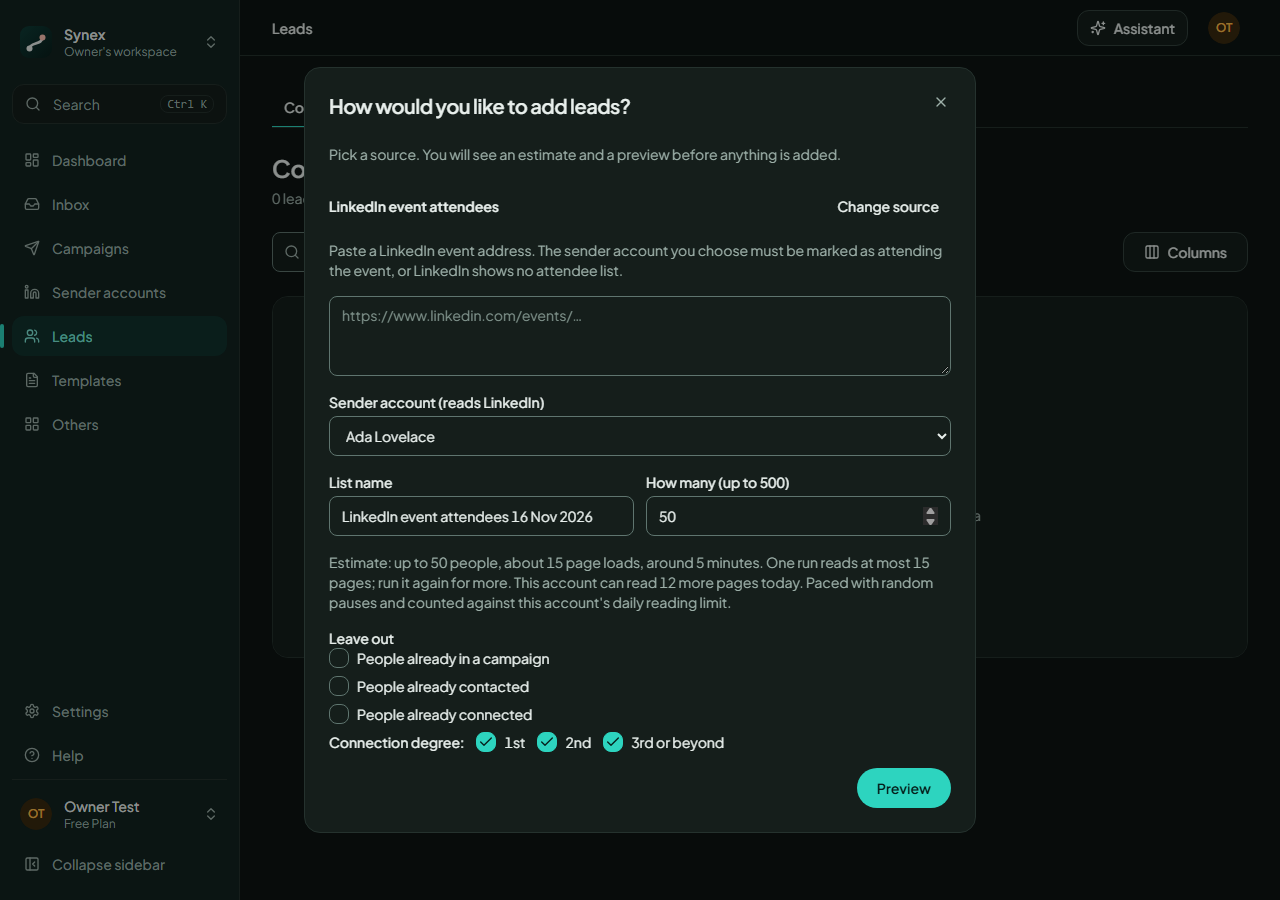 Synex
Owner's workspace
Search
Ctrl K
Dashboard
Inbox
Campaigns
Sender accounts
Leads
Templates
Others
Settings
Help
OT
Owner Test
Free Plan
Collapse sidebar
Leads
Assistant
OT
Co
Co
0 lea
Columns
a
How would you like to add leads?
Pick a source. You will see an estimate and a preview before anything is added.
LinkedIn event attendees
Change source
Paste a LinkedIn event address. The sender account you choose must be marked as attending
the event, or LinkedIn shows no attendee list.
https://www.linkedin.com/events/…
Sender account (reads LinkedIn)
Ada Lovelace
List name
How many (up to 500)
LinkedIn event attendees 16 Nov 2026
50
Estimate: up to 50 people, about 15 page loads, around 5 minutes. One run reads at most 15
pages; run it again for more. This account can read 12 more pages today. Paced with random
pauses and counted against this account's daily reading limit.
Leave out
People already in a campaign
People already contacted
People already connected
Connection degree: 1st 2nd 3rd or beyond
Preview